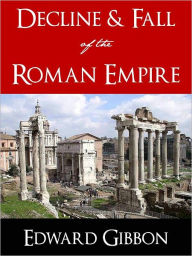 DECLINE & FALL
of the
ROMAN EMPIRE
EDWARD GIBBON